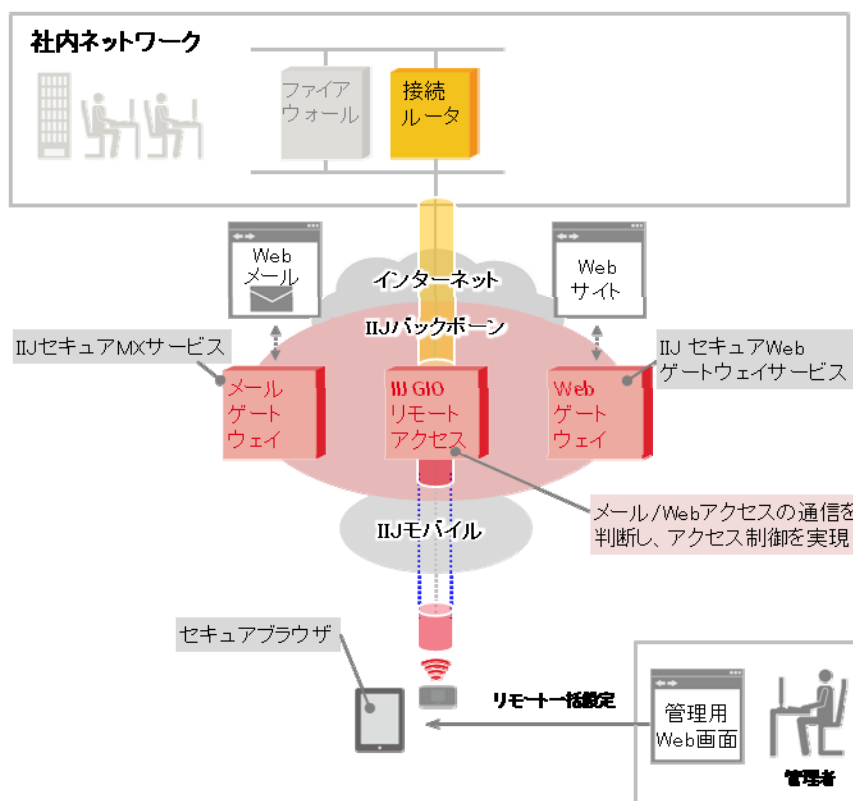 社内ネットワーク
ファイア
ウォール
接続
ルータ
Web
メール
インターネット
Web
サイト
IIJバックボーン
IIJセキュアMXサービス
IIJ セキュアWeb
ゲートウェイサービス
メール
ゲート
ウェイ
IIJ GIO
リモート
アクセス
Web
ゲート
ウェイ
メール/Webアクセスの通信を
判断し、アクセス制御を実現
IIJモバイル
セキュアブラウザ
リモート一括設定
管理用
Web画面
管理者